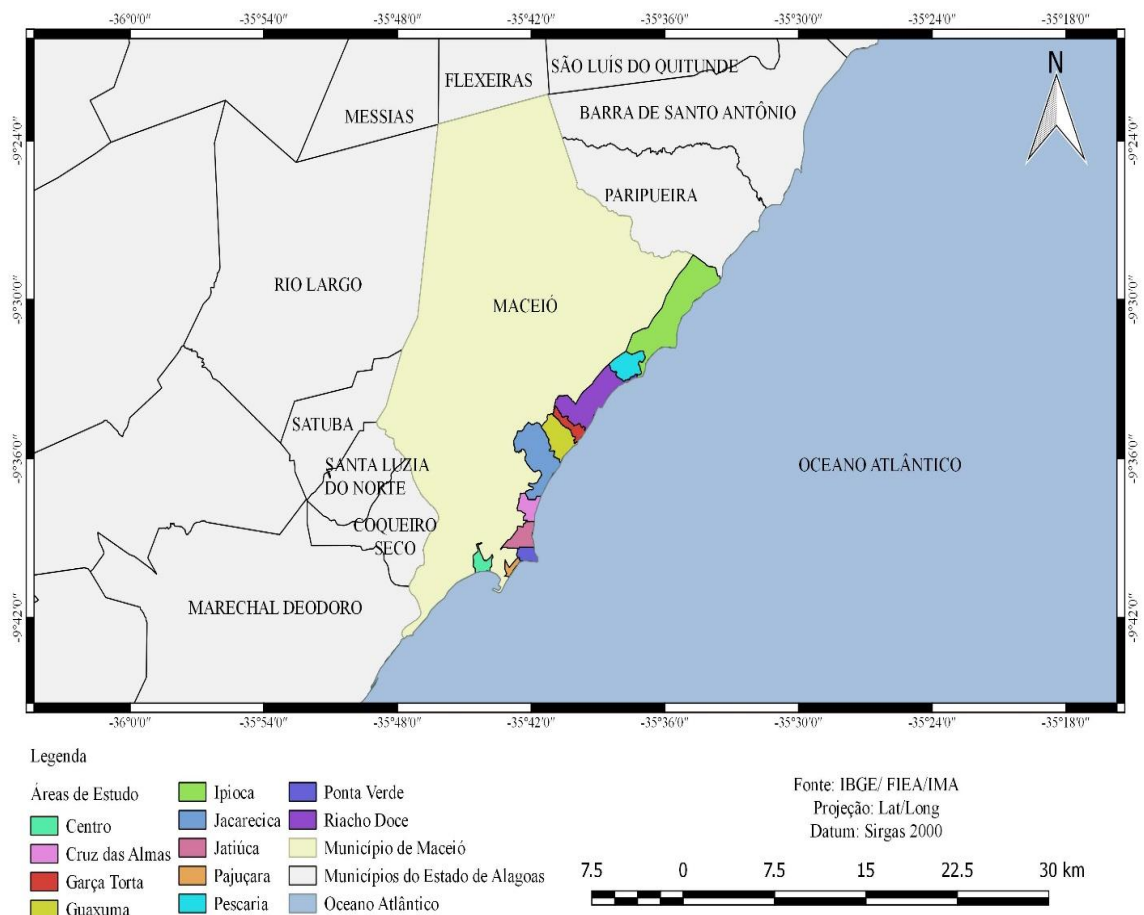 -36°0'0"
-35°54'0"
-35°48'0"
-35°42'0"
-35°36'0"
-35°30'0"
-35°24'0"
-35°18'0"
N
SÃO LUÍS DO QUITUNDE
FLEXEIRAS
MESSIAS
BARRA DE SANTO ANTÔNIO
-9°24'0"
-9°24'0"
PARIPUEIRA
RIO LARGO
MACEIÓ
-9°30'0"
-9°30'0"
SATUBA
SANTA LUZIA
DO NORTE
OCEANO ATLÂNTICO
-9°36'0"
-9°36'0"
COQUEIRO
SECO
MARECHAL DEODORO
-9°42'0"
-9°42'0"
-36°0'0"
-35°54'0"
-35°48'0"
-35°42'0"
-35°36'0"
-35°30'0"
-35°24'0"
-35°18'0"
Legenda
Áreas de Estudo
Centro
Cruz das Almas
Garça Torta
Guaxuma
Ipioca
Jacarecica
Jatiúca
Pajuçara
Pescaria
Ponta Verde
Riacho Doce
Município de Maceió
Municípios do Estado de Alagoas
Oceano Atlântico
Fonte: IBGE/ FIEA/IMA
Projeção: Lat/Long
Datum: Sirgas 2000
7.5 0 7.5 15 22.5 30 km